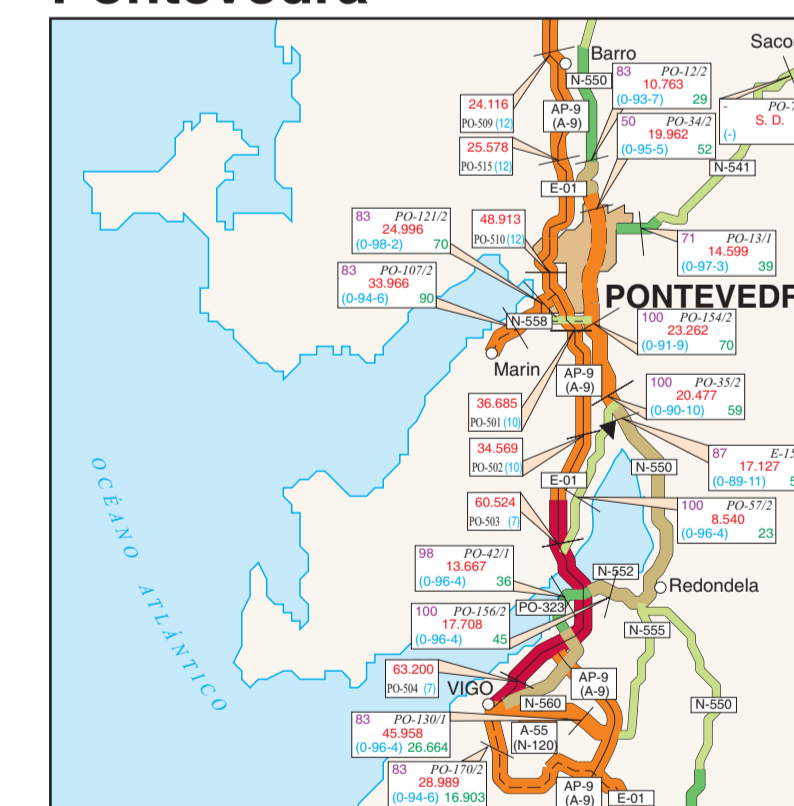 Pontevedra
Barro
Saco
N-550
83 PO-12/2
10.763
(0-93-7) 29
24.116
PO-509 (12)
AP-9
(A-9)
- PO-7
S. D.
(-)
50 PO-34/2
19.962
(0-95-5) 52
25.578
PO-515 (12)
N-541
E-01
83 PO-121/2
24.996
(0-98-2) 70
48.913
PO-510 (12)
71 PO-13/1
14.599
(0-97-3) 39
83 PO-107/2
33.966
(0-94-6) 90
PONTEVEDR
N-558
100 PO-154/2
23.262
(0-91-9) 70
Marin
AP-9
(A-9)
100 PO-35/2
20.477
(0-90-10) 59
36.685
PO-501 (10)
34.569
PO-502 (10)
87 E-15
17.127
(0-89-11) 5
N-550
OCÉANO ATLÁNTICO
E-01
60.524
PO-503 (7)
100 PO-57/2
8.540
(0-96-4) 23
98 PO-42/1
13.667
(0-96-4) 36
N-552
Redondela
PO-323
100 PO-156/2
17.708
(0-96-4) 45
N-555
63.200
PO-504 (7)
VIGO
AP-9
(A-9)
N-560
N-550
83 PO-130/1
45.958
(0-96-4) 26.664
A-55
(N-120)
83 PO-170/2
28.989
(0-94-6) 16.903
AP-9
(A-9)
E-01